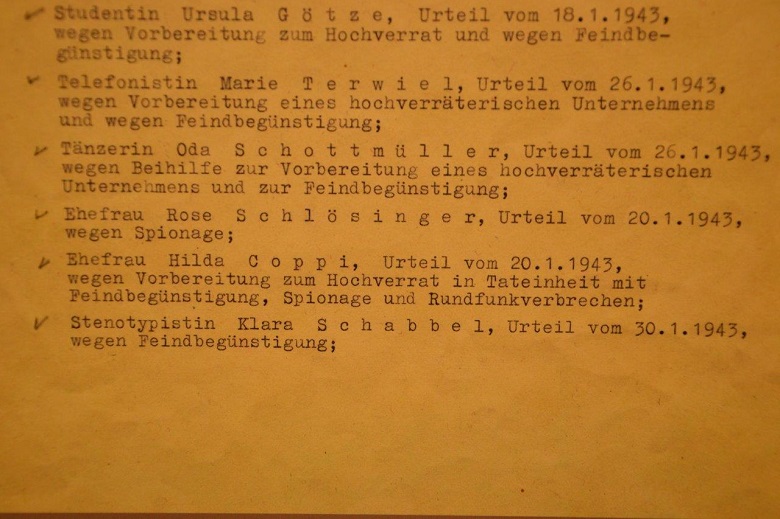 Studentin Ursula G ö t z e, Urteil vom 18.1.1943,
wegen Vorbereitung zum Hochverrat und wegen Feindbe-
günstigung;
Telefonistin Marie T e r w i e l, Urteil vom 26.1.1943,
wegen Vorbereitung eines hochverräterischen Unternehmens
und wegen Feindbegünstigung;
Tänzerin Oda S c h o t t m ü l l e r, Urteil vom 26.1.1943,
wegen Beihilfe zur Vorbereitung eines hochverräterischen
Unternehmens und zur Feindbegünstigung;
Ehefrau Rose S c h l ö s i n g e r, Urteil vom 20.1.1943,
wegen Spionage;
Ehefrau Hilda C o p p i, Urteil vom 20.1.1943,
wegen Vorbereitung zum Hochverrat in Tateinheit mit
Feindbegünstigung, Spionage und Rundfunkverbrechen;
Stenotypistin Klara S c h a b b e l, Urteil vom 30.1.1943,
wegen Feindbegünstigung;